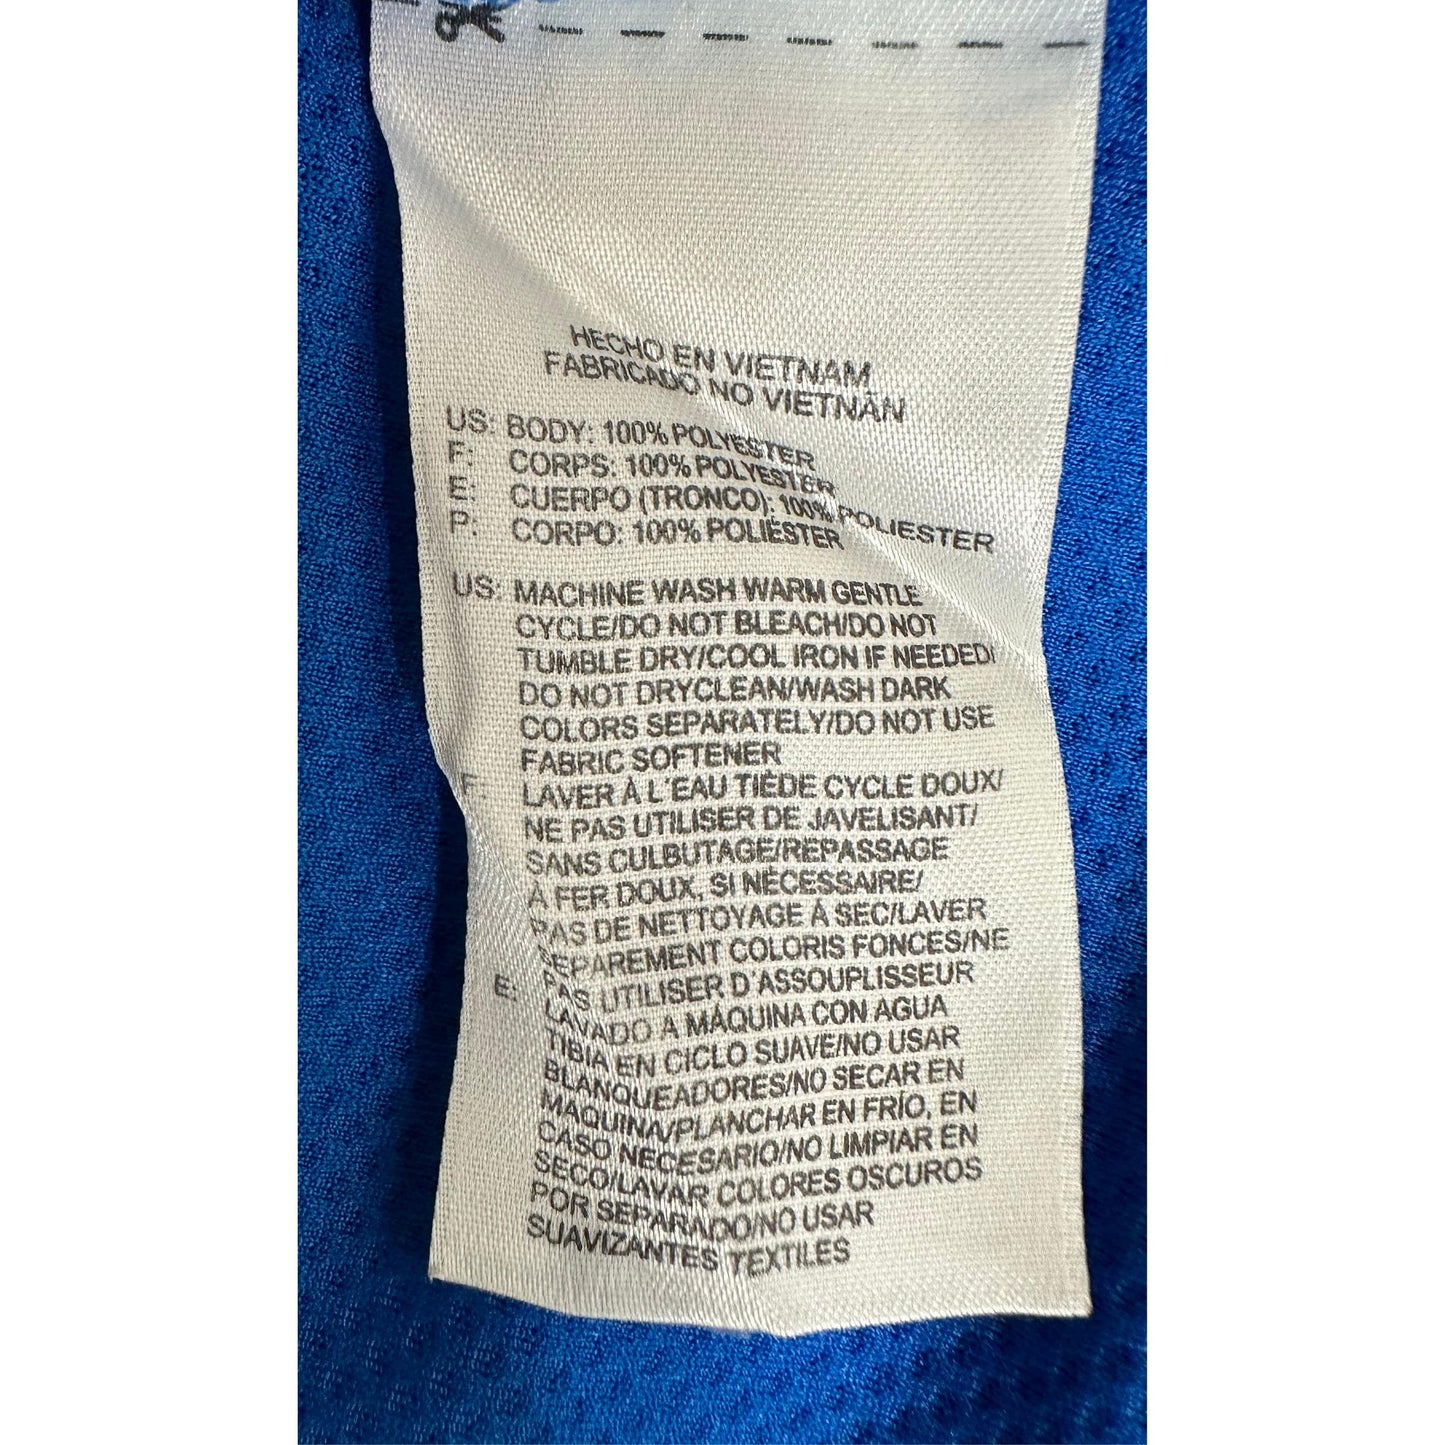 HECHO EN VIETNAM
FABRICADO NO VIETNÃN
US: BODY: 100% POLYESTER
F: CORPS: 100% POLYESTER
E: CUERPO (TRONCO): 100% POLIESTER
P: CORPO: 100% POLIÉSTER
US: MACHINE WASH WARM GENTLE
CYCLE/DO NOT BLEACH/DO NOT
TUMBLE DRY/COOL IRON IF NEEDED/
DO NOT DRYCLEAN/WASH DARK
COLORS SEPARATELY/DO NOT USE
FABRIC SOFTENER
F: LAVER À L'EAU TIÈDE CYCLE DOUX/
NE PAS UTILISER DE JAVELISANT/
SANS CULBUTAGE/REPASSAGE
À FER DOUX, SI NÉCESSAIRE/
PAS DE NETTOYAGE À SEC/LAVER
SEPAREMENT COLORIS FONCES/NE
PAS UTILISER D'ASSOUPLISSEUR
E: LAVADO A MÁQUINA CON AGUA
TIBIA EN CICLO SUAVE/NO USAR
BLANQUEADORES/NO SECAR EN
MAQUINA/PLANCHAR EN FRÍO, EN
CASO NECESARIO/NO LIMPIAR EN
SECO/LAVAR COLORES OSCUROS
POR SEPARADO/NO USAR
SUAVIZANTES TEXTILES